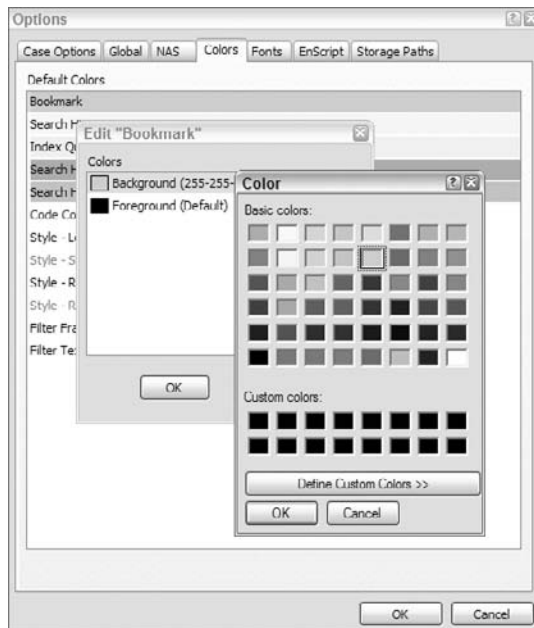 Options
Case Options Global NAS Colors Fonts EnScript Storage Paths
Default Colors
Bookmark
Search H
Edit "Bookmark"
Index Qu
Colors
Search H
Background (255-255-
Color
Search H
Foreground (Default)
Basic colors:
Code Co
Style - L
Style - S
Style - R
Style - R
Filter Fra
Filter Te
OK
Custom colors:
Define Custom Colors >>
OK Cancel
OK Cancel